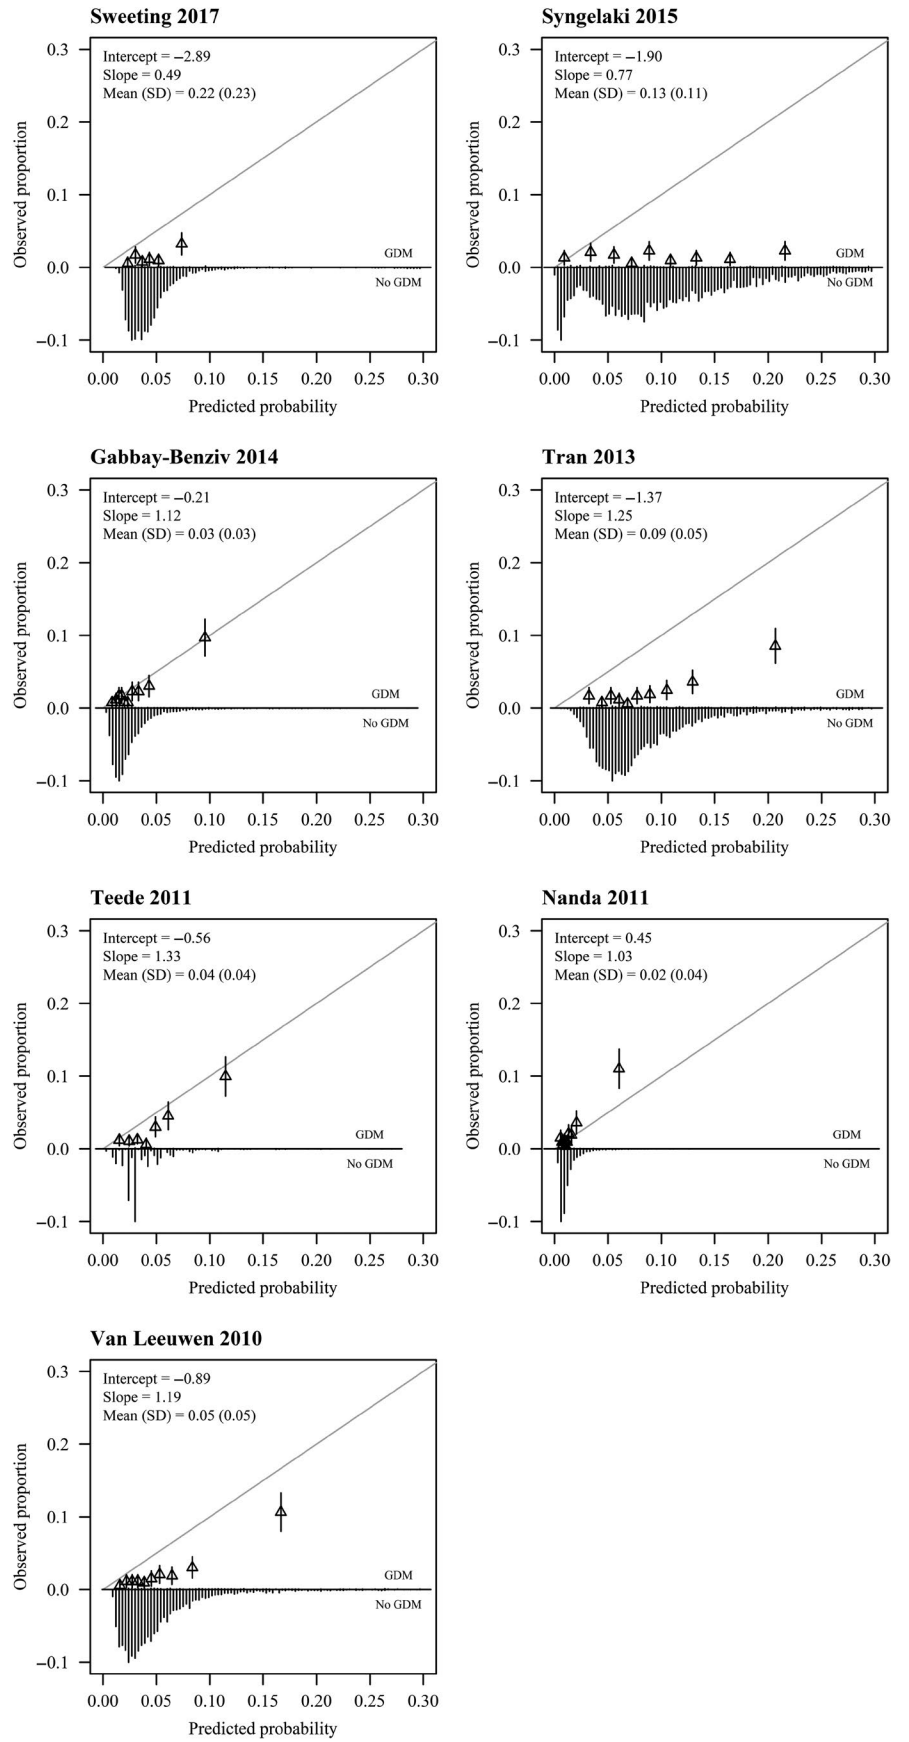 Sweeting 2017
Intercept = −2.89
Slope = 0.49
Mean (SD) = 0.22 (0.23)
Observed proportion
0.3
0.2
0.1
0.0
−0.1
GDM
No GDM
0.00 0.05 0.10 0.15 0.20 0.25 0.30
Predicted probability
Syngelaki 2015
Intercept = −1.90
Slope = 0.77
Mean (SD) = 0.13 (0.11)
Observed proportion
0.3
0.2
0.1
0.0
−0.1
GDM
No GDM
0.00 0.05 0.10 0.15 0.20 0.25 0.30
Predicted probability
Gabbay-Benziv 2014
Intercept = −0.21
Slope = 1.12
Mean (SD) = 0.03 (0.03)
Observed proportion
0.3
0.2
0.1
0.0
−0.1
GDM
No GDM
0.00 0.05 0.10 0.15 0.20 0.25 0.30
Predicted probability
Tran 2013
Intercept = −1.37
Slope = 1.25
Mean (SD) = 0.09 (0.05)
Observed proportion
0.3
0.2
0.1
0.0
−0.1
GDM
No GDM
0.00 0.05 0.10 0.15 0.20 0.25 0.30
Predicted probability
Teede 2011
Intercept = −0.56
Slope = 1.33
Mean (SD) = 0.04 (0.04)
Observed proportion
0.3
0.2
0.1
0.0
−0.1
GDM
No GDM
0.00 0.05 0.10 0.15 0.20 0.25 0.30
Predicted probability
Nanda 2011
Intercept = 0.45
Slope = 1.03
Mean (SD) = 0.02 (0.04)
Observed proportion
0.3
0.2
0.1
0.0
−0.1
GDM
No GDM
0.00 0.05 0.10 0.15 0.20 0.25 0.30
Predicted probability
Van Leeuwen 2010
Intercept = −0.89
Slope = 1.19
Mean (SD) = 0.05 (0.05)
Observed proportion
0.3
0.2
0.1
0.0
−0.1
GDM
No GDM
0.00 0.05 0.10 0.15 0.20 0.25 0.30
Predicted probability